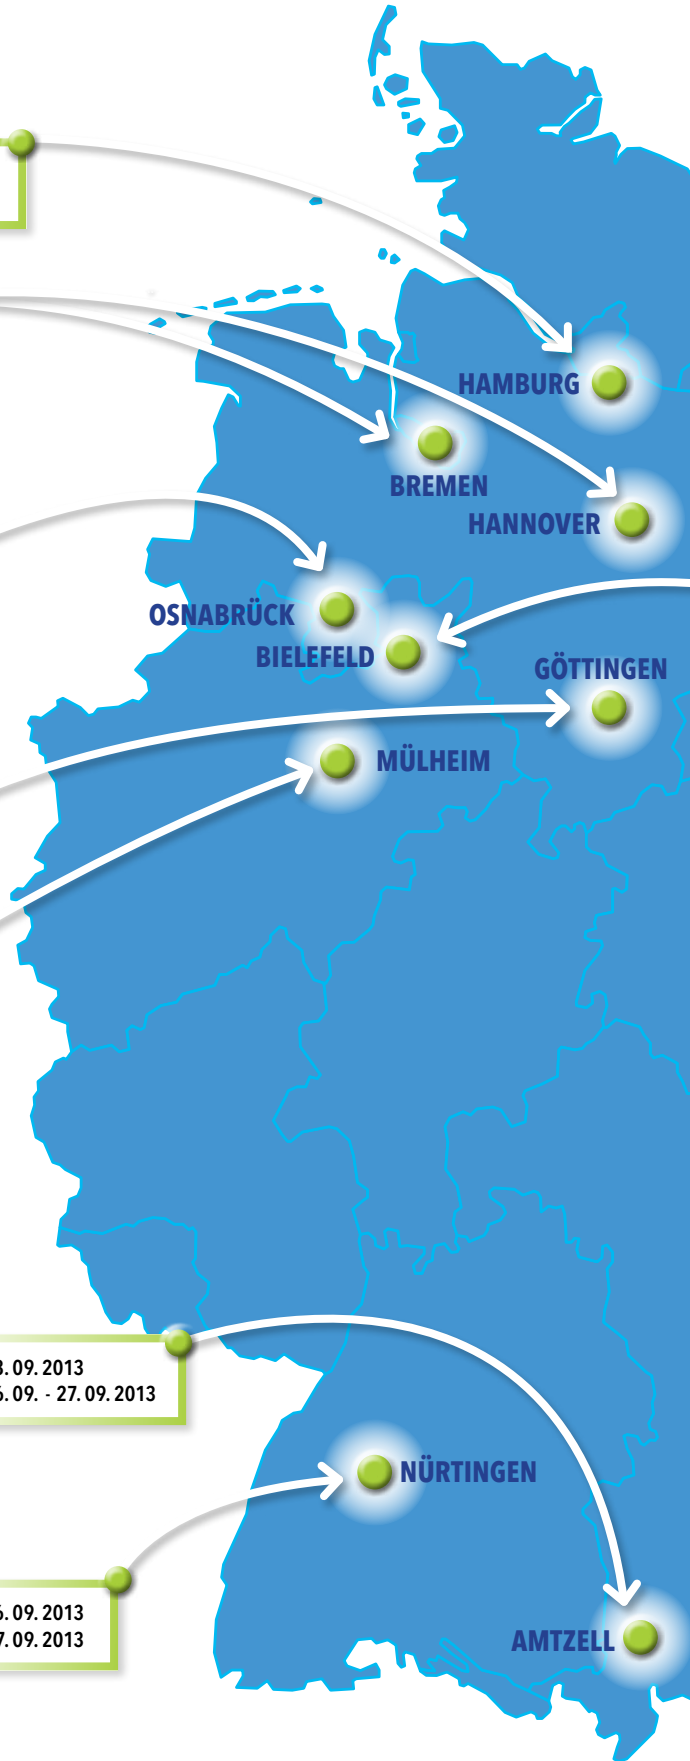 HAMBURG
BREMEN
HANNOVER
OSNABRÜCK
BIELEFELD
GÖTTINGEN
MÜLHEIM
.09.2013
.09. - 27.09.2013
NÜRTINGEN
.09.2013
.09.2013
AMTZELL